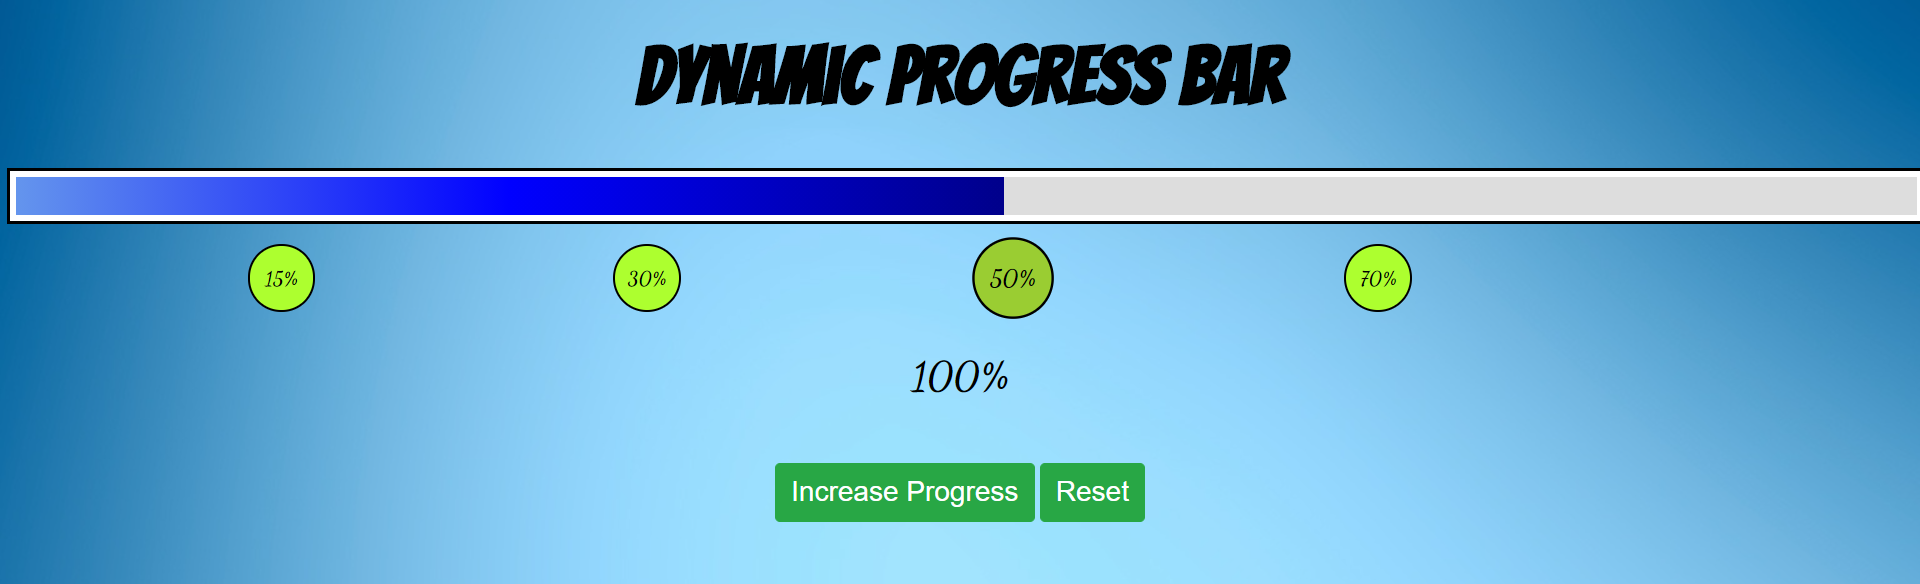 DYNAMIC PROGRESS BAR
15% 30% 50% 70%
100%
Increase Progress Reset